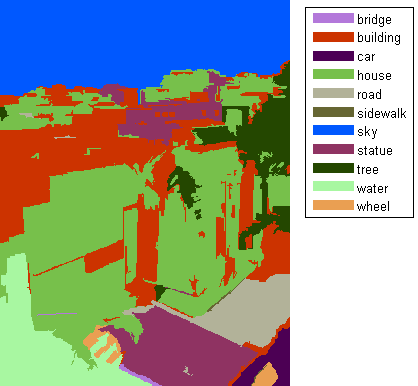 bridge
building
car
house
road
sidewalk
sky
statue
tree
water
wheel